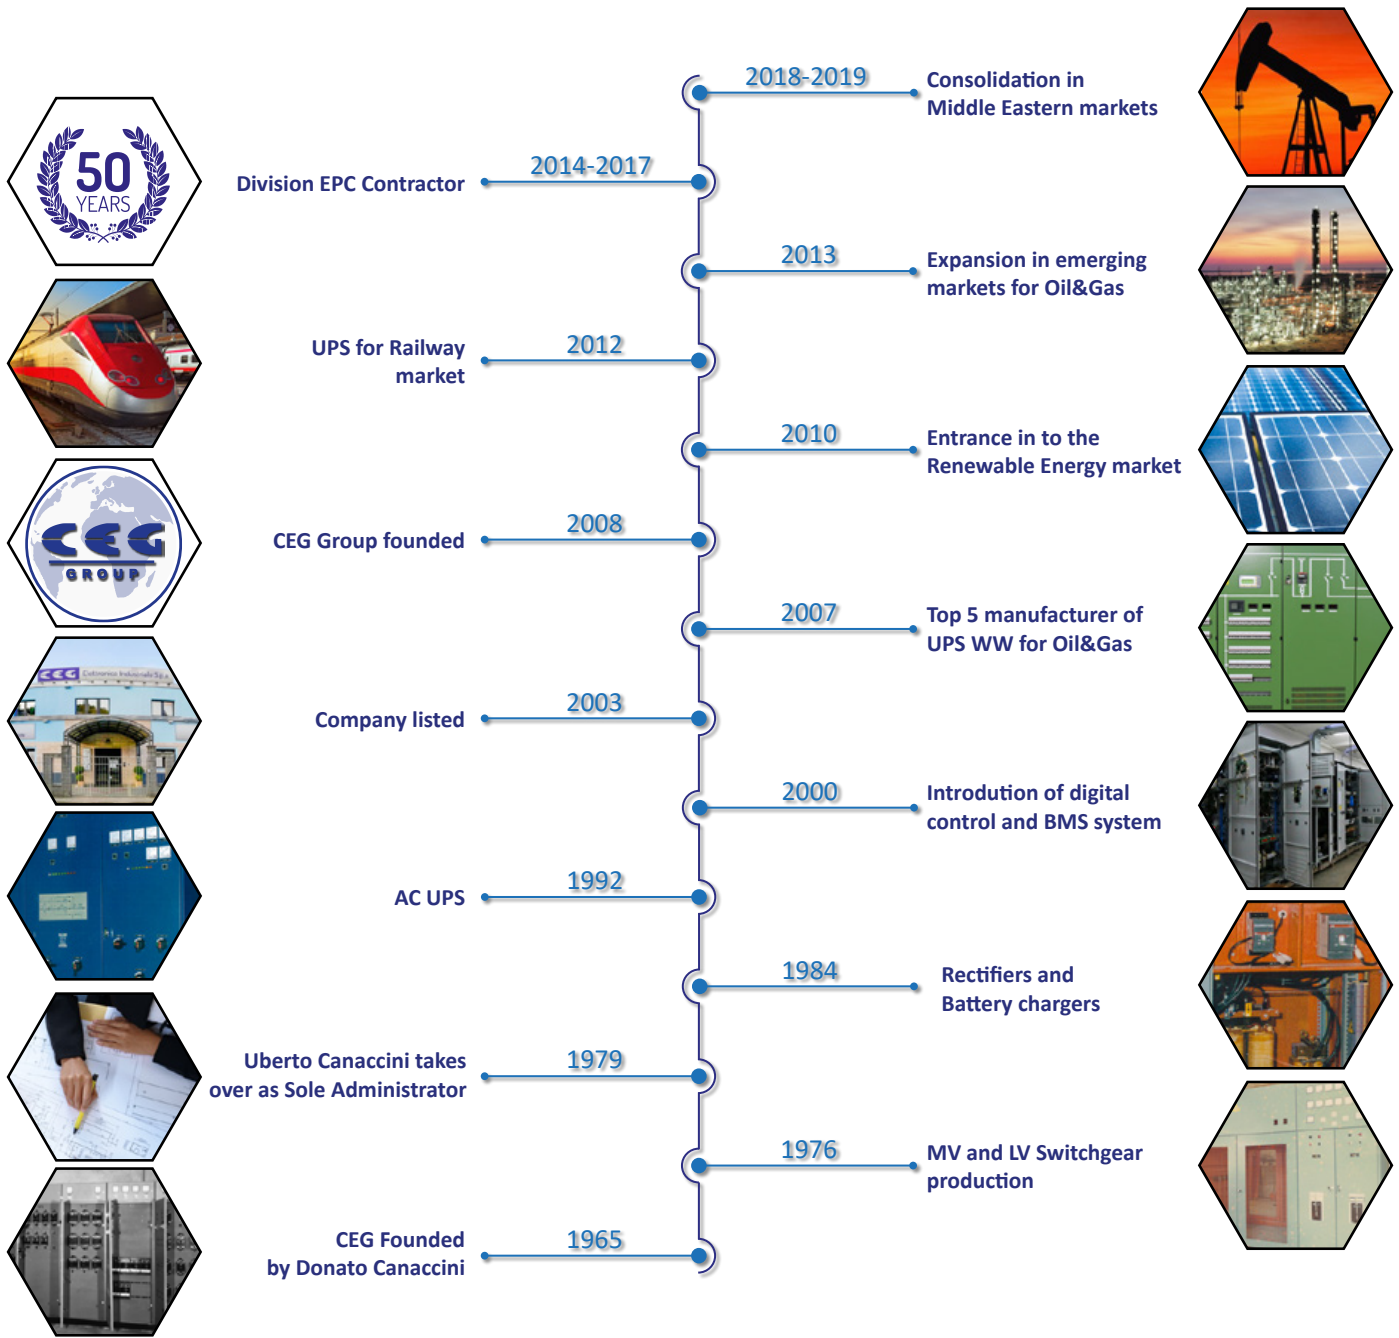 2018-2019
Consolidation in
Middle Eastern markets
50
YEARS
Division EPC Contractor
2014-2017
2013
Expansion in emerging
markets for Oil&Gas
UPS for Railway
market
2012
2010
Entrance in to the
Renewable Energy market
CEG
GROUP
CEG Group founded
2008
2007
Top 5 manufacturer of
UPS WW for Oil&Gas
CEG Elettronica Industriale S.p.a.
Company listed
2003
2000
Introdution of digital
control and BMS system
AC UPS
1992
1984
Rectifiers and
Battery chargers
Uberto Canaccini takes
over as Sole Administrator
1979
1976
MV and LV Switchgear
production
CEG Founded
by Donato Canaccini
1965